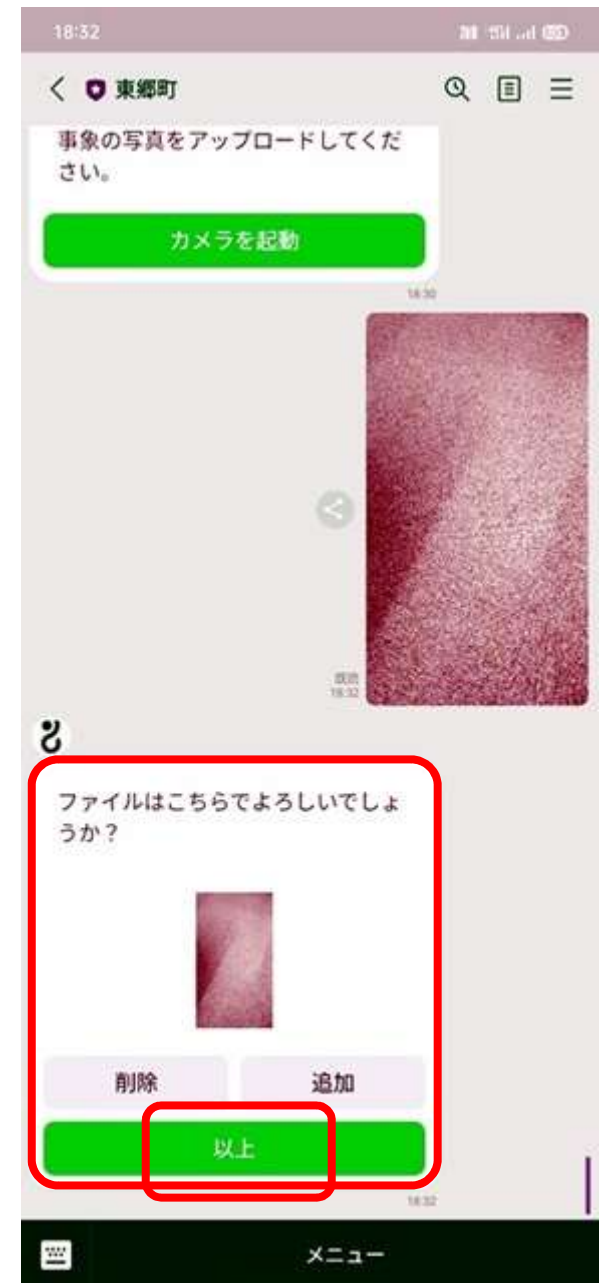 18:32
東郷町
事象の写真をアップロードしてくだ
さい。
カメラを起動
18:30
既読
18:32
ファイルはこちらでよろしいでしょ
うか？
削除
追加
以上
18:32
メニュー